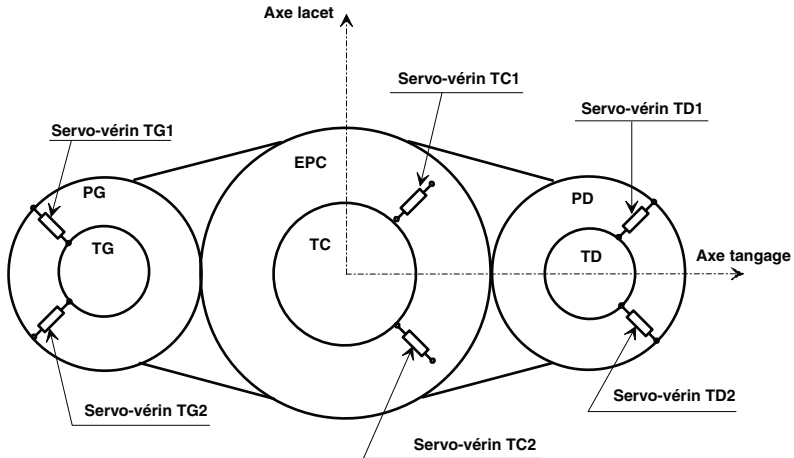 Axe lacet
Servo-vérin TC1
Servo-vérin TD1
Servo-vérin TG1
EPC
PG
PD
TG
TC
TD
Axe tangage
Servo-vérin TD2
Servo-vérin TG2
Servo-vérin TC2